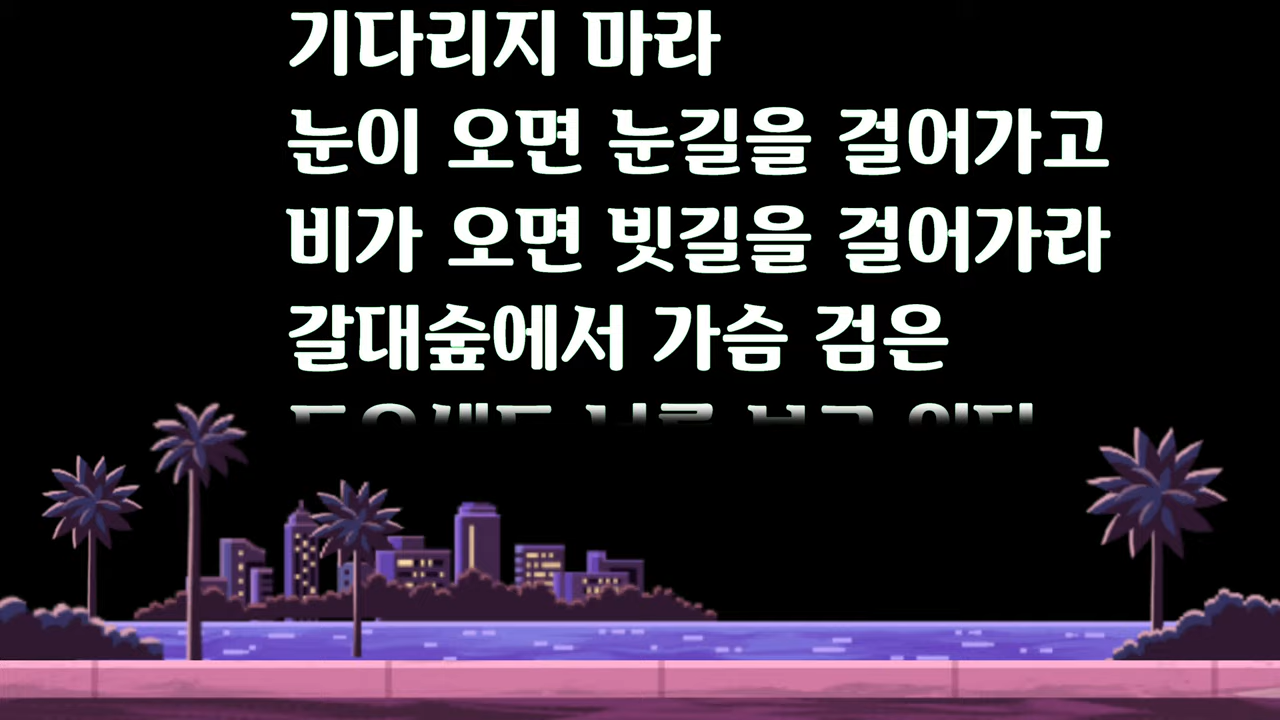 기다리지 마라
눈이 오면 눈길을 걸어가고
비가 오면 빗길을 걸어가라
갈대숲에서 가슴 검은